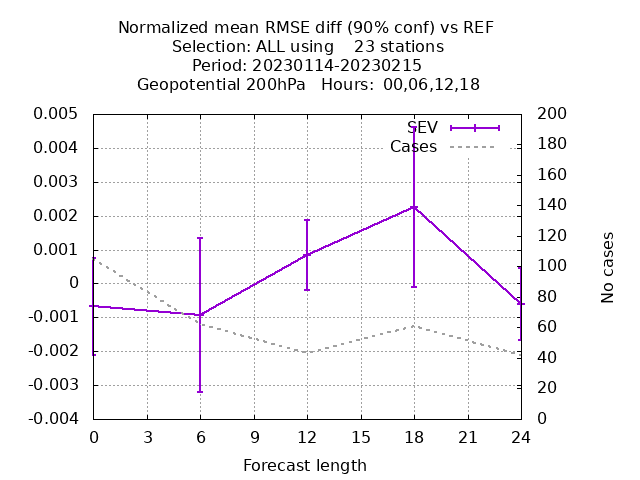 Normalized mean RMSE diff (90% conf) vs REF
Selection: ALL using    23 stations
Period: 20230114-20230215
Geopotential 200hPa   Hours: 00,06,12,18
0.005
0.004
0.003
0.002
0.001
0
-0.001
-0.002
-0.003
-0.004
SEV
Cases
200
180
160
140
120
100
80
60
40
20
0
No cases
0 3 6 9 12 15 18 21 24
Forecast length